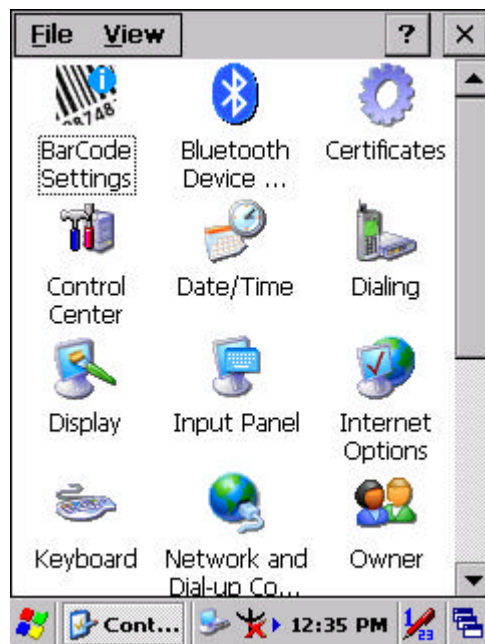 File View ? ×
BarCode Settings
Bluetooth Device ...
Certificates
Control Center
Date/Time
Dialing
Display
Input Panel
Internet Options
Keyboard
Network and Dial-up Co...
Owner
Cont... 12:35 PM